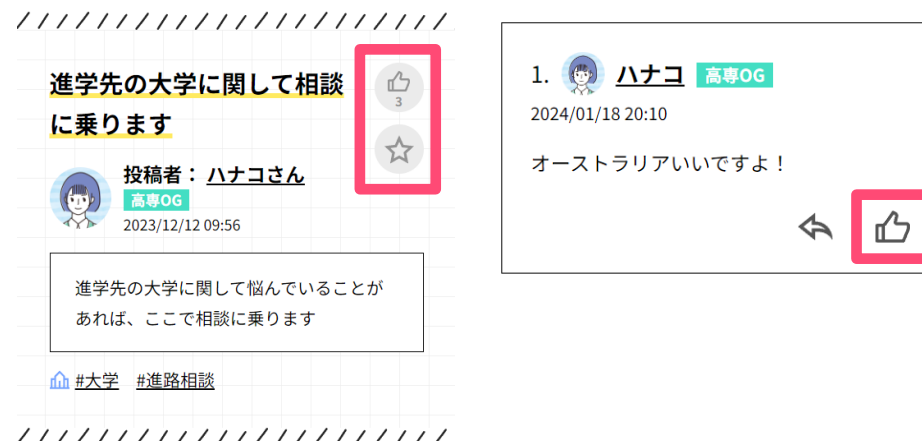 進学先の大学に関して相談
に乗ります
3
投稿者： ハナコさん
高専OG
2023/12/12 09:56
進学先の大学に関して悩んでいることが
あれば、ここで相談に乗ります
#大学 #進路相談
1. ハナコ 高専OG
2024/01/18 20:10
オーストラリアいいですよ！